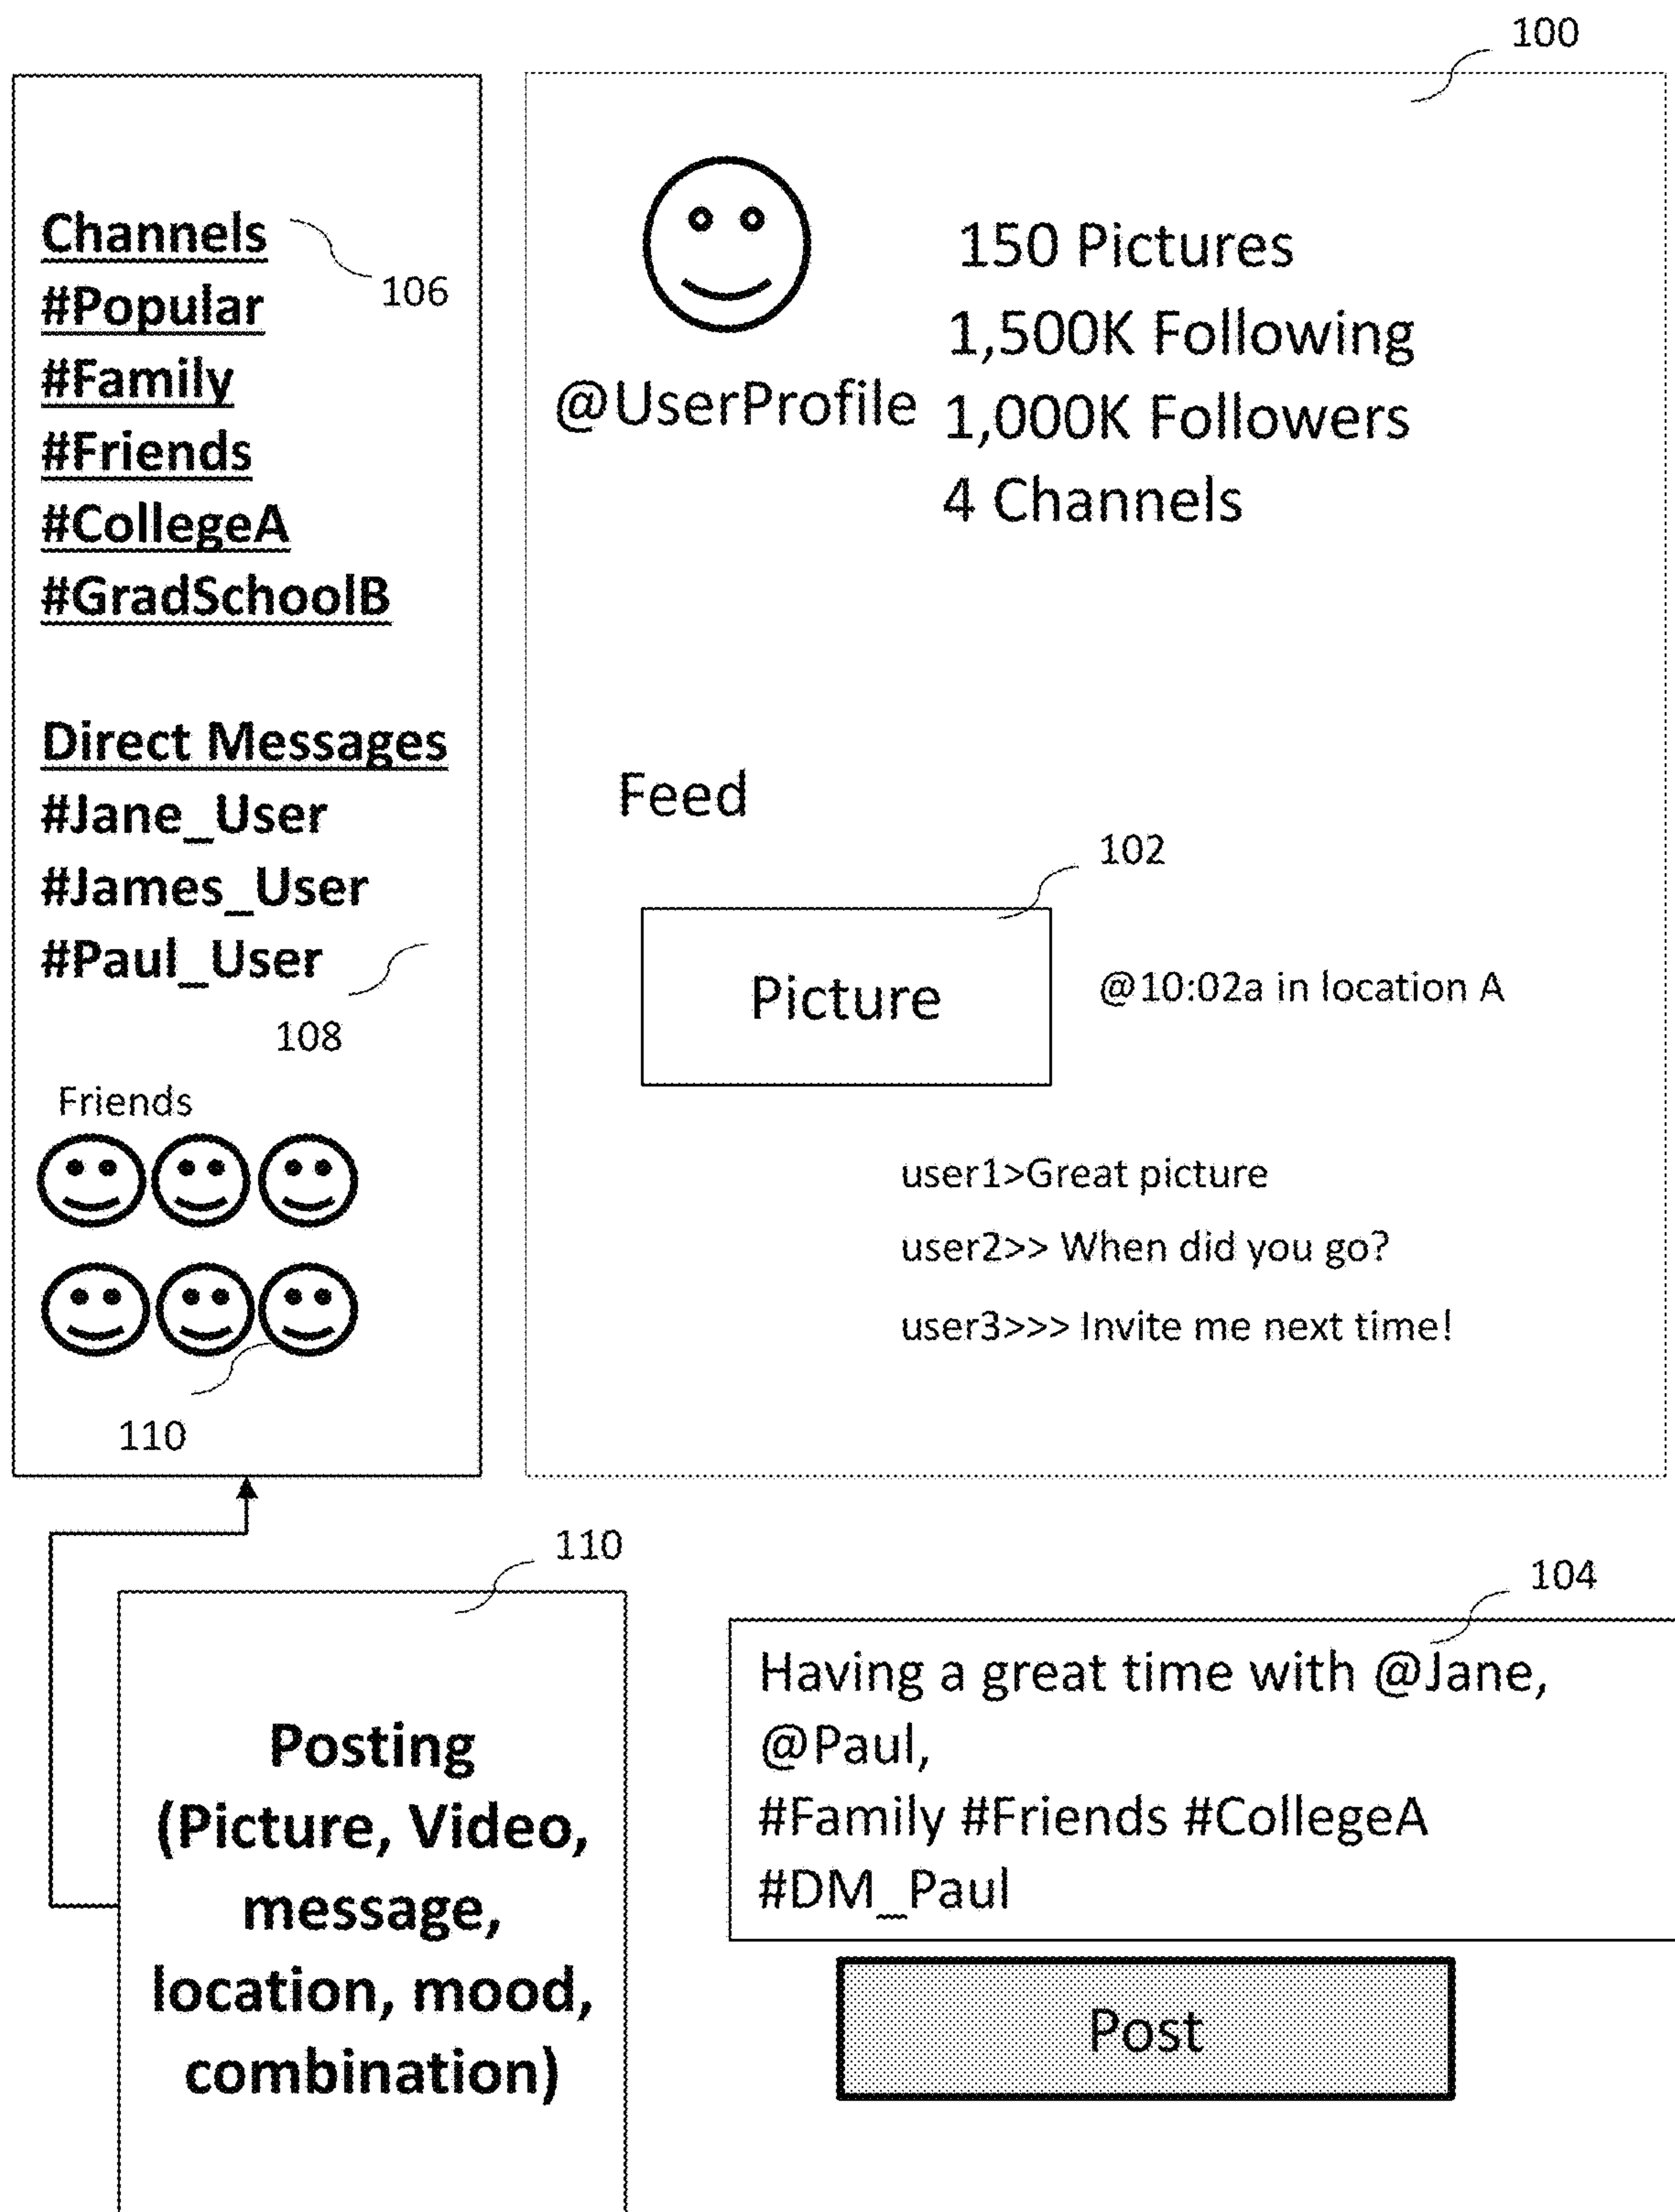 100
Channels
106
#Popular
#Family
#Friends
#CollegeA
#GradSchoolB
Direct Messages
#Jane_User
#James_User
#Paul_User
108
Friends
110
150 Pictures
1,500K Following
@UserProfile
1,000K Followers
4 Channels
Feed
102
Picture
@10:02a in location A
user1>Great picture
user2>> When did you go?
user3>>> Invite me next time!
110
Posting
(Picture, Video,
message,
location, mood,
combination)
104
Having a great time with @Jane,
@Paul,
#Family #Friends #CollegeA
#DM_Paul
Post